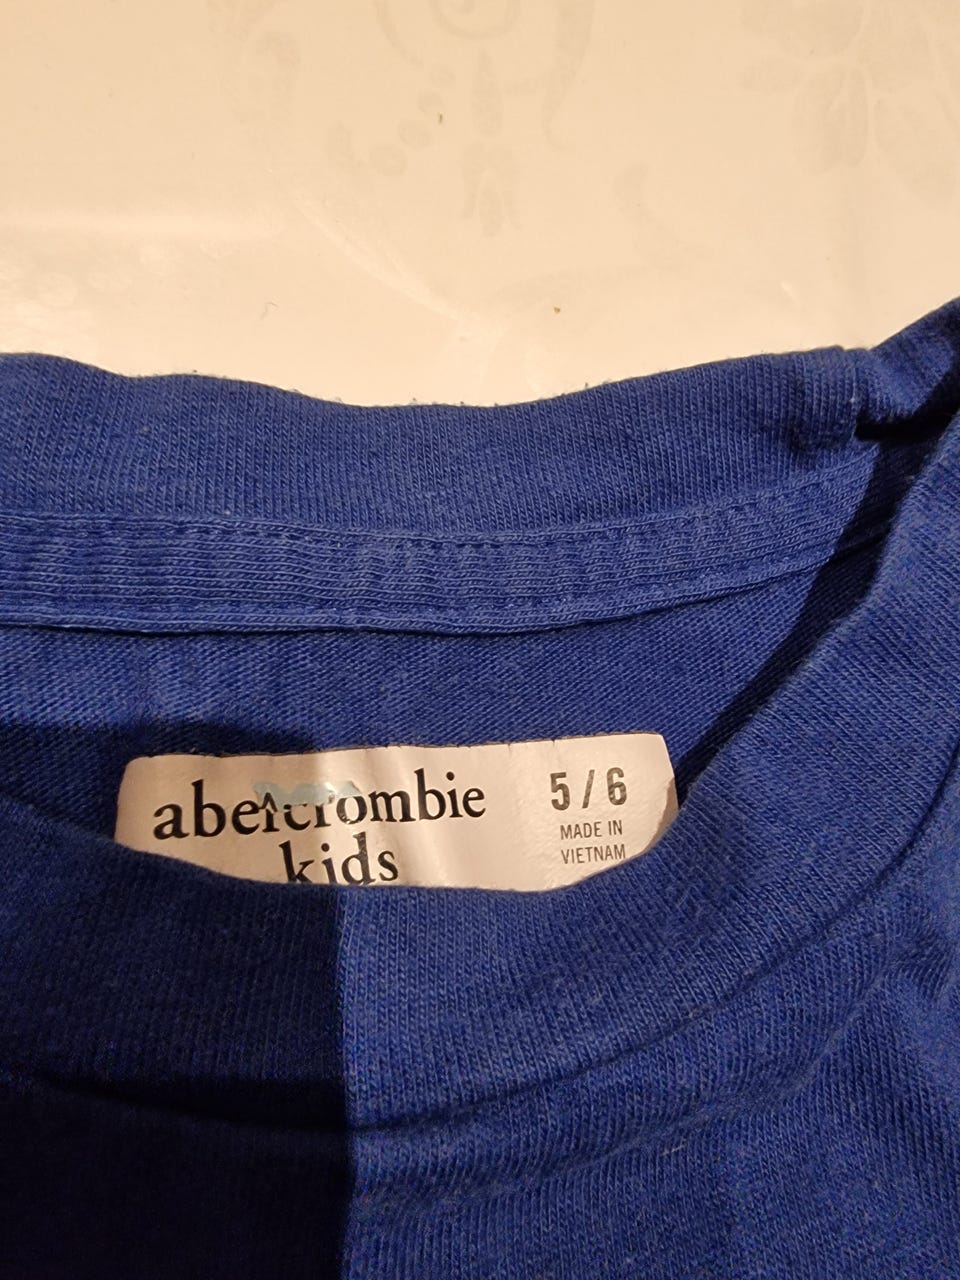 abercrombie
kids
5/6
MADE IN
VIETNAM